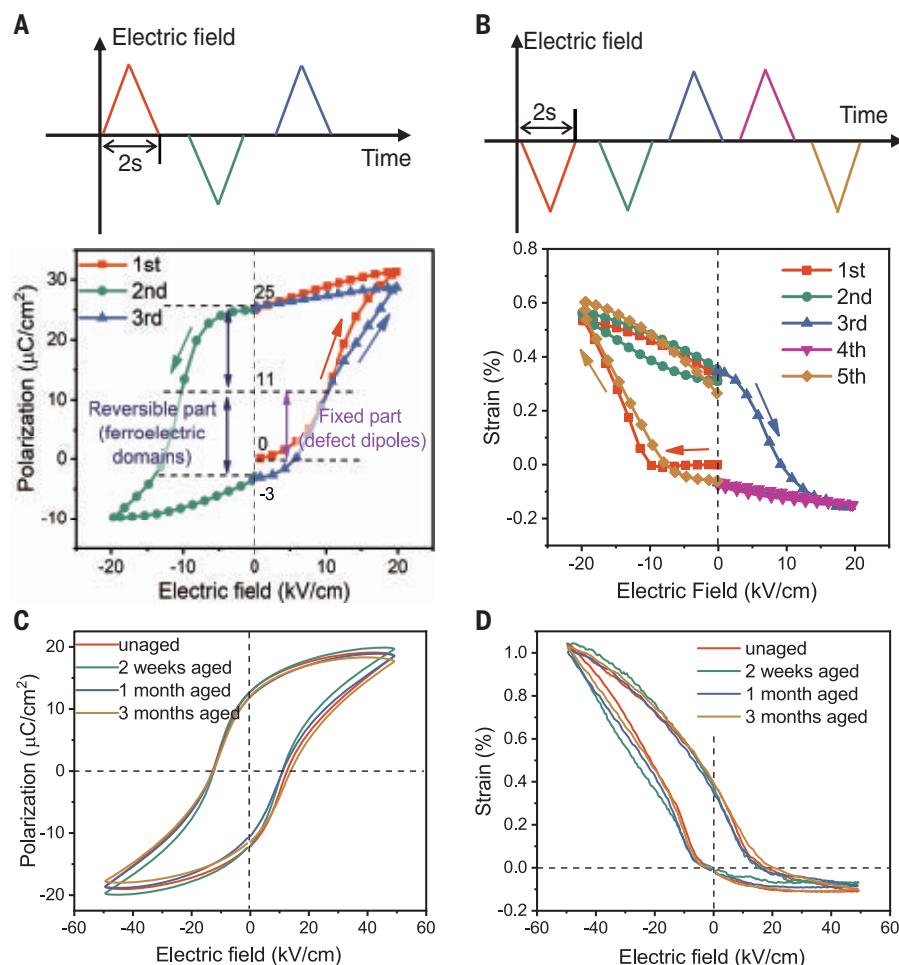 A
Electric field
2s
Time
Polarization (μC/cm²)
30
20
10
0
-10
1st
2nd
3rd
25
11
0
-3
Reversible part
(ferroelectric
domains)
Fixed part
(defect dipoles)
-20 -10 0 10 20
Electric field (kV/cm)
B
Electric field
2s
Time
Strain (%)
0.8
0.6
0.4
0.2
0.0
-0.2
1st
2nd
3rd
4th
5th
-20 -10 0 10 20
Electric Field (kV/cm)
C
Polarization (μC/cm²)
20
10
0
-10
-20
unaged
2 weeks aged
1 month aged
3 months aged
-60 -40 -20 0 20 40 60
Electric field (kV/cm)
D
Strain (%)
1.0
0.8
0.6
0.4
0.2
0.0
-0.2
unaged
2 weeks aged
1 month aged
3 months aged
-60 -40 -20 0 20 40 60
Electric field (kV/cm)